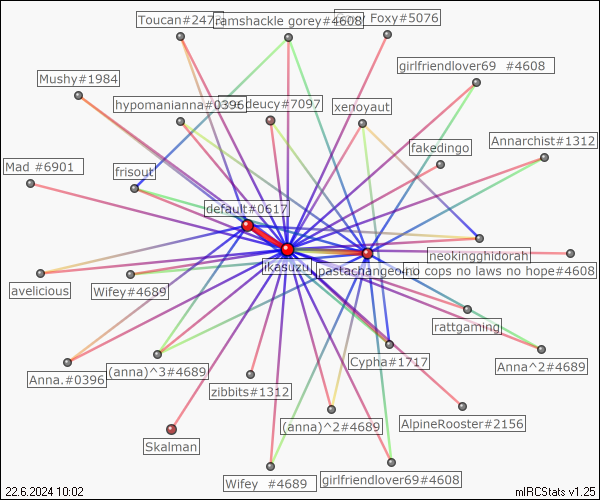 Toucan#247
ramshackle gorey#4608
Foxy#5076
girlfriendlover69 #4608
Mushy#1984
hypomanianna#0396
deucy#7097
xenoyaut
Annarchist#1312
fakedingo
Mad #6901
frisout
default#0617
neokingghidorah
ikasuzu
pastachangeo
no cops no laws no hope#4608
avelicious
Wifey#4689
rattgaming
Cypha#1717
Anna^2#4689
Anna.#0396
(anna)^3#4689
zibbits#1312
(anna)^2#4689
AlpineRooster#2156
Skalman
Wifey #4689
girlfriendlover69#4608
22.6.2024 10:02
mIRCStats v1.25